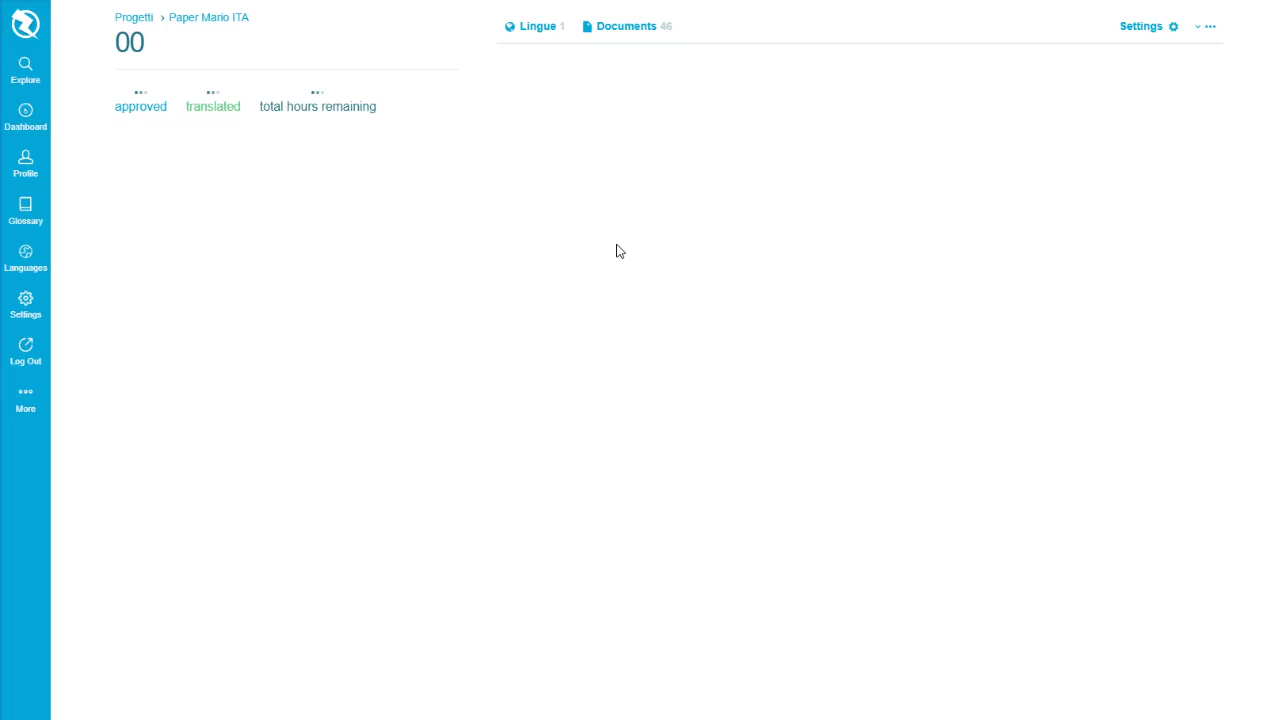 Progetti › Paper Mario ITA
00
approved translated total hours remaining
Lingue 1 Documents 46 Settings
Explore
Dashboard
Profile
Glossary
Languages
Settings
Log Out
More